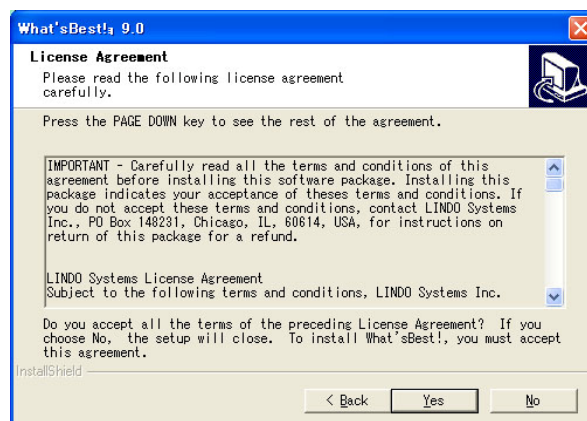 What'sBest!₃ 9.0
License Agreement
Please read the following license agreement
carefully.
Press the PAGE DOWN key to see the rest of the agreement.
IMPORTANT - Carefully read all the terms and conditions of this
agreement before installing this software package. Installing this
package indicates your acceptance of theses terms and conditions. If
you do not accept these terms and conditions, contact LINDO Systems
Inc., PO Box 148231, Chicago, IL, 60614, USA, for instructions on
return of this package for a refund.
LINDO Systems License Agreement
Subject to the following terms and conditions, LINDO Systems Inc.
Do you accept all the terms of the preceding License Agreement? If you
choose No, the setup will close. To install What'sBest!, you must accept
this agreement.
InstallShield
< Back
Yes
No